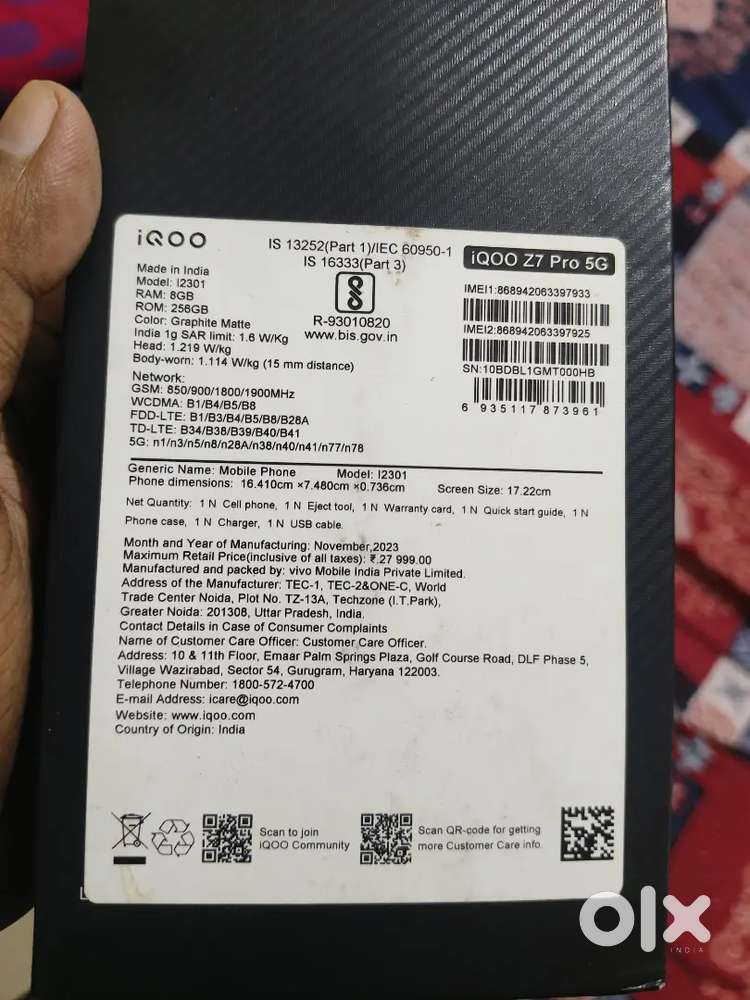 iQOO
IS 13252(Part 1)/IEC 60950-1
IS 16333(Part 3)
iQOO Z7 Pro 5G
Made in India
Model: I2301
RAM: 8GB
ROM: 256GB
Color: Graphite Matte
India 1g SAR limit: 1.6 W/Kg
Head: 1.219 W/kg
Body-worn: 1.114 W/kg (15 mm distance)
R-93010820
www.bis.gov.in
IMEI1:868942063397933
IMEI2:868942063397925
SN:10BDBL1GMT000HB
6 935117 873961
Network:
GSM: 850/900/1800/1900MHz
WCDMA: B1/B4/B5/B8
FDD-LTE: B1/B3/B4/B5/B8/B28A
TD-LTE: B34/B38/B39/B40/B41
5G: n1/n3/n5/n8/n28A/n38/n40/n41/n77/n78
Generic Name: Mobile Phone Model: I2301
Phone dimensions: 16.410cm ×7.480cm ×0.736cm Screen Size: 17.22cm
Net Quantity: 1 N Cell phone, 1 N Eject tool, 1 N Warranty card, 1 N Quick start guide, 1 N
Phone case, 1 N Charger, 1 N USB cable.
Month and Year of Manufacturing: November,2023
Maximum Retail Price(inclusive of all taxes): ₹.27 999.00
Manufactured and packed by: vivo Mobile India Private Limited.
Address of the Manufacturer: TEC-1, TEC-2&ONE-C, World
Trade Center Noida, Plot No. TZ-13A, Techzone (I.T.Park),
Greater Noida: 201308, Uttar Pradesh, India.
Contact Details in Case of Consumer Complaints
Name of Customer Care Officer: Customer Care Officer.
Address: 10 & 11th Floor, Emaar Palm Springs Plaza, Golf Course Road, DLF Phase 5,
Village Wazirabad, Sector 54, Gurugram, Haryana 122003.
Telephone Number: 1800-572-4700
E-mail Address: icare@iqoo.com
Website: www.iqoo.com
Country of Origin: India
Scan to join
iQOO Community
Scan QR-code for getting
more Customer Care info.
olx
INDIA